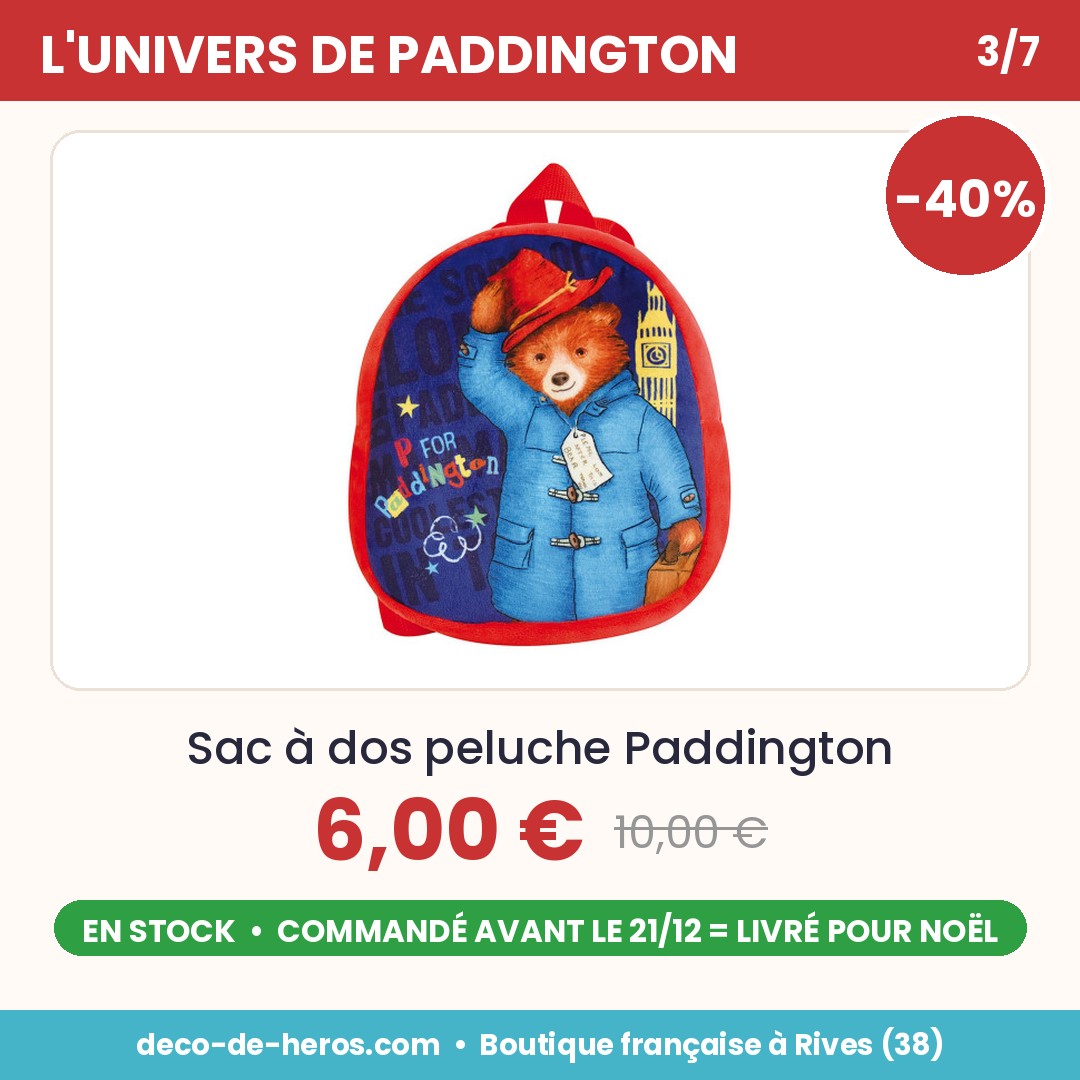 L'UNIVERS DE PADDINGTON
3/7
-40%
P FOR
Paddington
Sac à dos peluche Paddington
6,00 € 10,00 €
EN STOCK • COMMANDÉ AVANT LE 21/12 = LIVRÉ POUR NOËL
deco-de-heros.com • Boutique française à Rives (38)